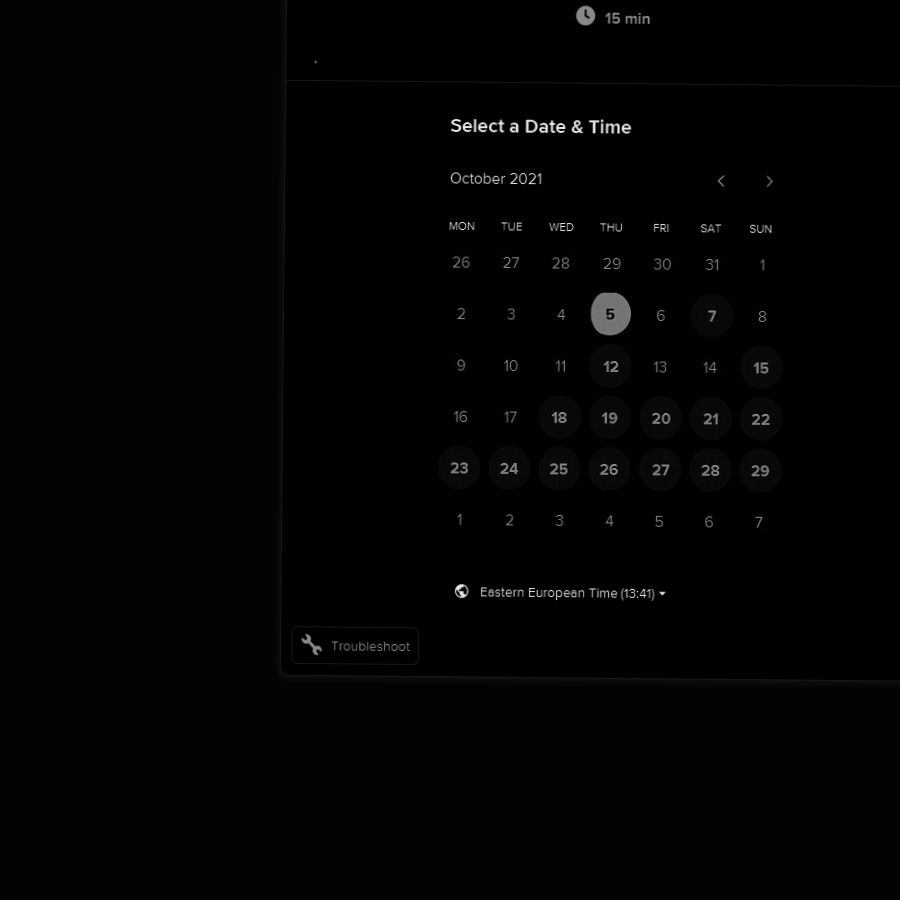 15 min
Select a Date & Time
October 2021
MON TUE WED THU FRI SAT SUN
26 27 28 29 30 31 1
2 3 4 5 6 7 8
9 10 11 12 13 14 15
16 17 18 19 20 21 22
23 24 25 26 27 28 29
1 2 3 4 5 6 7
Eastern European Time (13:41)
Troubleshoot